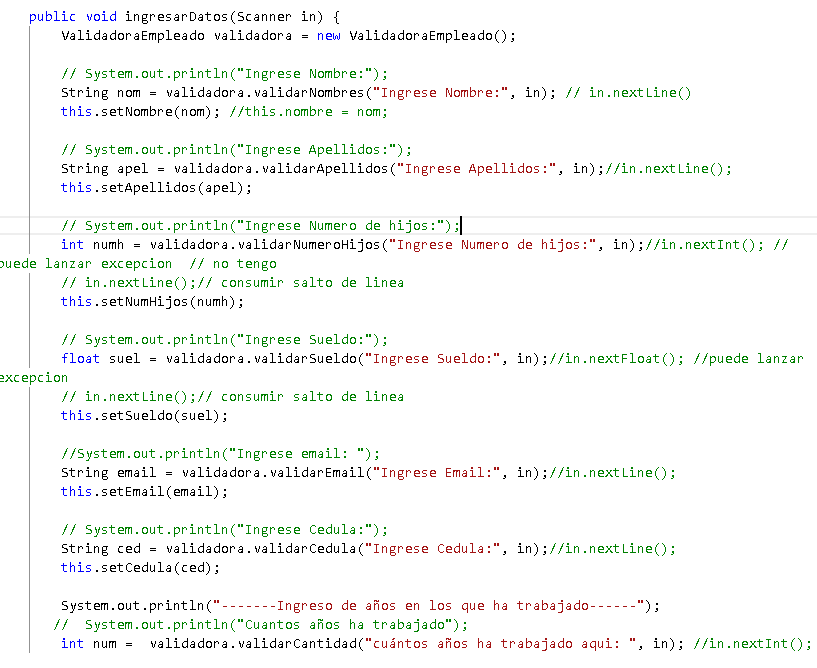 public void ingresarDatos(Scanner in) {
ValidadoraEmpleado validadora = new ValidadoraEmpleado();
// System.out.println("Ingrese Nombre:");
String nom = validadora.validarNombres("Ingrese Nombre:", in); // in.nextLine()
this.setNombre(nom); //this.nombre = nom;
// System.out.println("Ingrese Apellidos:");
String apel = validadora.validarApellidos("Ingrese Apellidos:", in);//in.nextLine();
this.setApellidos(apel);
// System.out.println("Ingrese Numero de hijos:");
int numh = validadora.validarNumeroHijos("Ingrese Numero de hijos:", in);//in.nextInt(); //
puede lanzar excepcion  // no tengo
// in.nextLine();// consumir salto de linea
this.setNumHijos(numh);
// System.out.println("Ingrese Sueldo:");
float suel = validadora.validarSueldo("Ingrese Sueldo:", in);//in.nextFloat(); //puede lanzar
excepcion
// in.nextLine();// consumir salto de linea
this.setSueldo(suel);
//System.out.println("Ingrese email: ");
String email = validadora.validarEmail("Ingrese Email:", in);//in.nextLine();
this.setEmail(email);
// System.out.println("Ingrese Cedula:");
String ced = validadora.validarCedula("Ingrese Cedula:", in);//in.nextLine();
this.setCedula(ced);
System.out.println("-------Ingreso de años en los que ha trabajado------");
//  System.out.println("Cuantos años ha trabajado");
int num =  validadora.validarCantidad("cuántos años ha trabajado aqui: ", in); //in.nextInt();